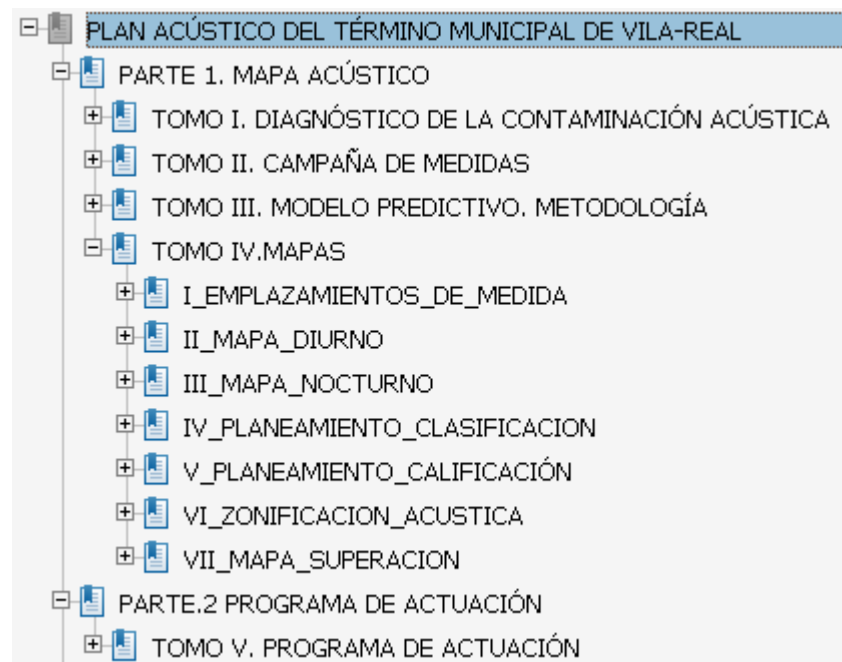 PLAN ACÚSTICO DEL TÉRMINO MUNICIPAL DE VILA-REAL
PARTE 1. MAPA ACÚSTICO
TOMO I. DIAGNÓSTICO DE LA CONTAMINACIÓN ACÚSTICA
TOMO II. CAMPAÑA DE MEDIDAS
TOMO III. MODELO PREDICTIVO. METODOLOGÍA
TOMO IV.MAPAS
I_EMPLAZAMIENTOS_DE_MEDIDA
II_MAPA_DIURNO
III_MAPA_NOCTURNO
IV_PLANEAMIENTO_CLASIFICACION
V_PLANEAMIENTO_CALIFICACIÓN
VI_ZONIFICACION_ACUSTICA
VII_MAPA_SUPERACION
PARTE.2 PROGRAMA DE ACTUACIÓN
TOMO V. PROGRAMA DE ACTUACIÓN